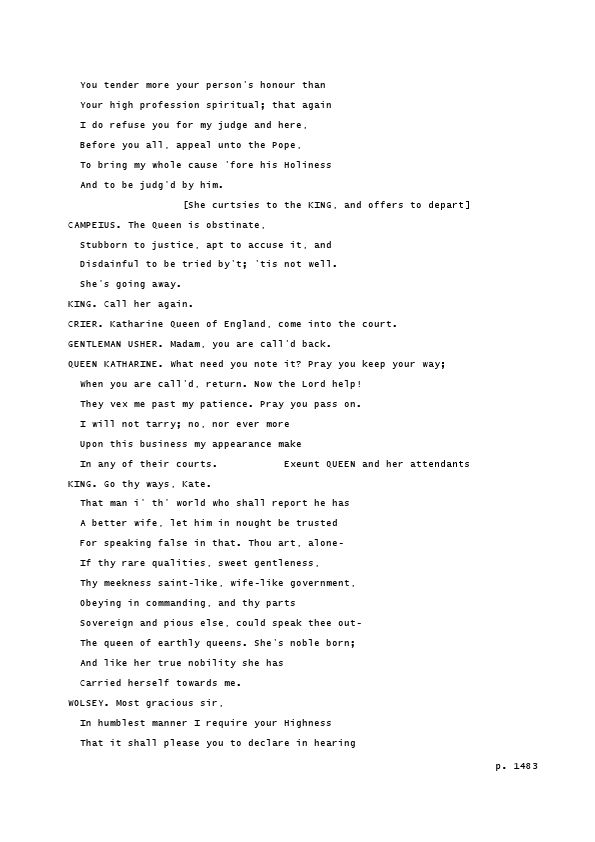 You tender more your person's honour than
Your high profession spiritual; that again
I do refuse you for my judge and here,
Before you all, appeal unto the Pope,
To bring my whole cause 'fore his Holiness
And to be judg'd by him.
[She curtsies to the KING, and offers to depart]
CAMPEIUS. The Queen is obstinate,
Stubborn to justice, apt to accuse it, and
Disdainful to be tried by't; 'tis not well.
She's going away.
KING. Call her again.
CRIER. Katharine Queen of England, come into the court.
GENTLEMAN USHER. Madam, you are call'd back.
QUEEN KATHARINE. What need you note it? Pray you keep your way;
When you are call'd, return. Now the Lord help!
They vex me past my patience. Pray you pass on.
I will not tarry; no, nor ever more
Upon this business my appearance make
In any of their courts. Exeunt QUEEN and her attendants
KING. Go thy ways, Kate.
That man i' th' world who shall report he has
A better wife, let him in nought be trusted
For speaking false in that. Thou art, alone-
If thy rare qualities, sweet gentleness,
Thy meekness saint-like, wife-like government,
Obeying in commanding, and thy parts
Sovereign and pious else, could speak thee out-
The queen of earthly queens. She's noble born;
And like her true nobility she has
Carried herself towards me.
WOLSEY. Most gracious sir,
In humblest manner I require your Highness
That it shall please you to declare in hearing
p. 1483